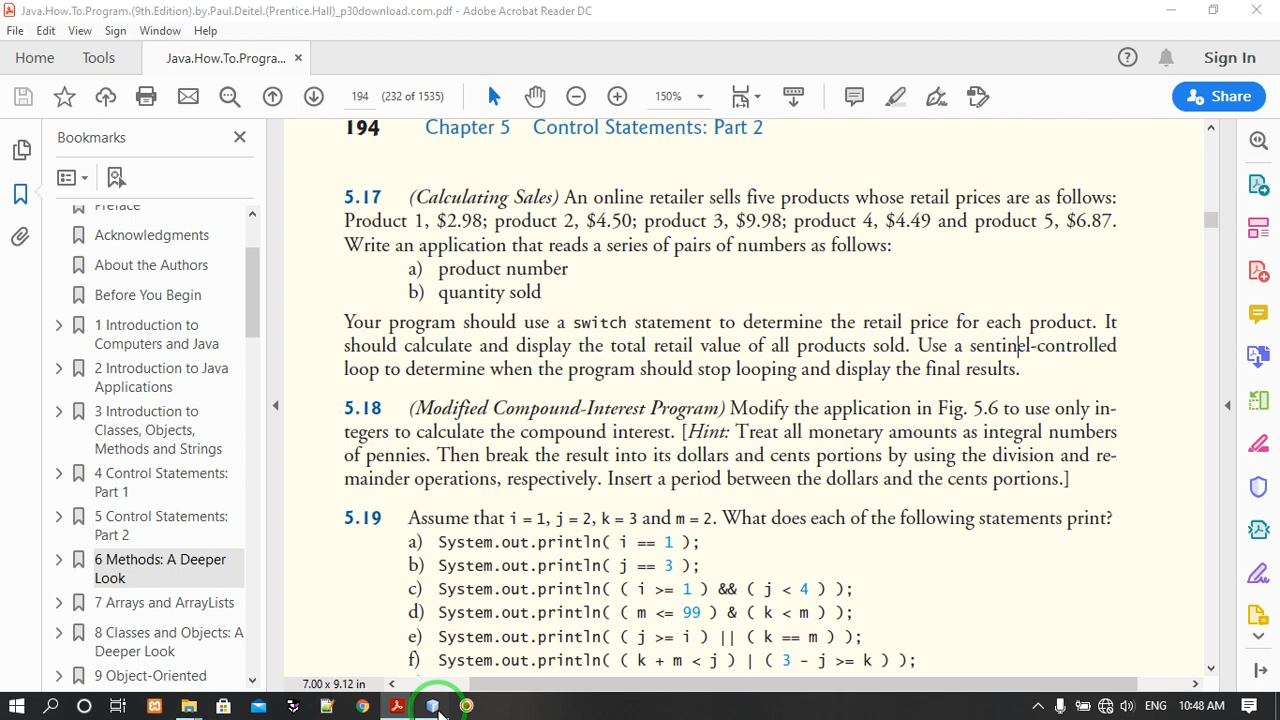 Java.How.To.Program.(9th.Edition).by.Paul.Deitel.(Prentice.Hall)_p30download.com.pdf - Adobe Acrobat Reader DC
File Edit View Sign Window Help
Home Tools Java.How.To.Progra... Sign In
194 (232 of 1535) 150% Share
Bookmarks
Preface
Acknowledgments
About the Authors
Before You Begin
1 Introduction to
Computers and Java
2 Introduction to Java
Applications
3 Introduction to
Classes, Objects,
Methods and Strings
4 Control Statements:
Part 1
5 Control Statements:
Part 2
6 Methods: A Deeper
Look
7 Arrays and ArrayLists
8 Classes and Objects: A
Deeper Look
9 Object-Oriented
194 Chapter 5 Control Statements: Part 2
5.17 (Calculating Sales) An online retailer sells five products whose retail prices are as follows:
Product 1, $2.98; product 2, $4.50; product 3, $9.98; product 4, $4.49 and product 5, $6.87.
Write an application that reads a series of pairs of numbers as follows:
a) product number
b) quantity sold
Your program should use a switch statement to determine the retail price for each product. It
should calculate and display the total retail value of all products sold. Use a sentinel-controlled
loop to determine when the program should stop looping and display the final results.
5.18 (Modified Compound-Interest Program) Modify the application in Fig. 5.6 to use only in-
tegers to calculate the compound interest. [Hint: Treat all monetary amounts as integral numbers
of pennies. Then break the result into its dollars and cents portions by using the division and re-
mainder operations, respectively. Insert a period between the dollars and the cents portions.]
5.19 Assume that i = 1, j = 2, k = 3 and m = 2. What does each of the following statements print?
a) System.out.println( i == 1 );
b) System.out.println( j == 3 );
c) System.out.println( ( i >= 1 ) && ( j < 4 ) );
d) System.out.println( ( m <= 99 ) & ( k < m ) );
e) System.out.println( ( j >= i ) || ( k == m ) );
f) System.out.println( ( k + m < j ) | ( 3 - j >= k ) );
7.00 x 9.12 in
ENG 10:48 AM